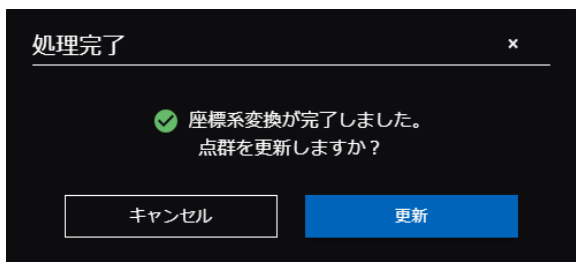 処理完了
×
座標系変換が完了しました。
点群を更新しますか？
キャンセル
更新